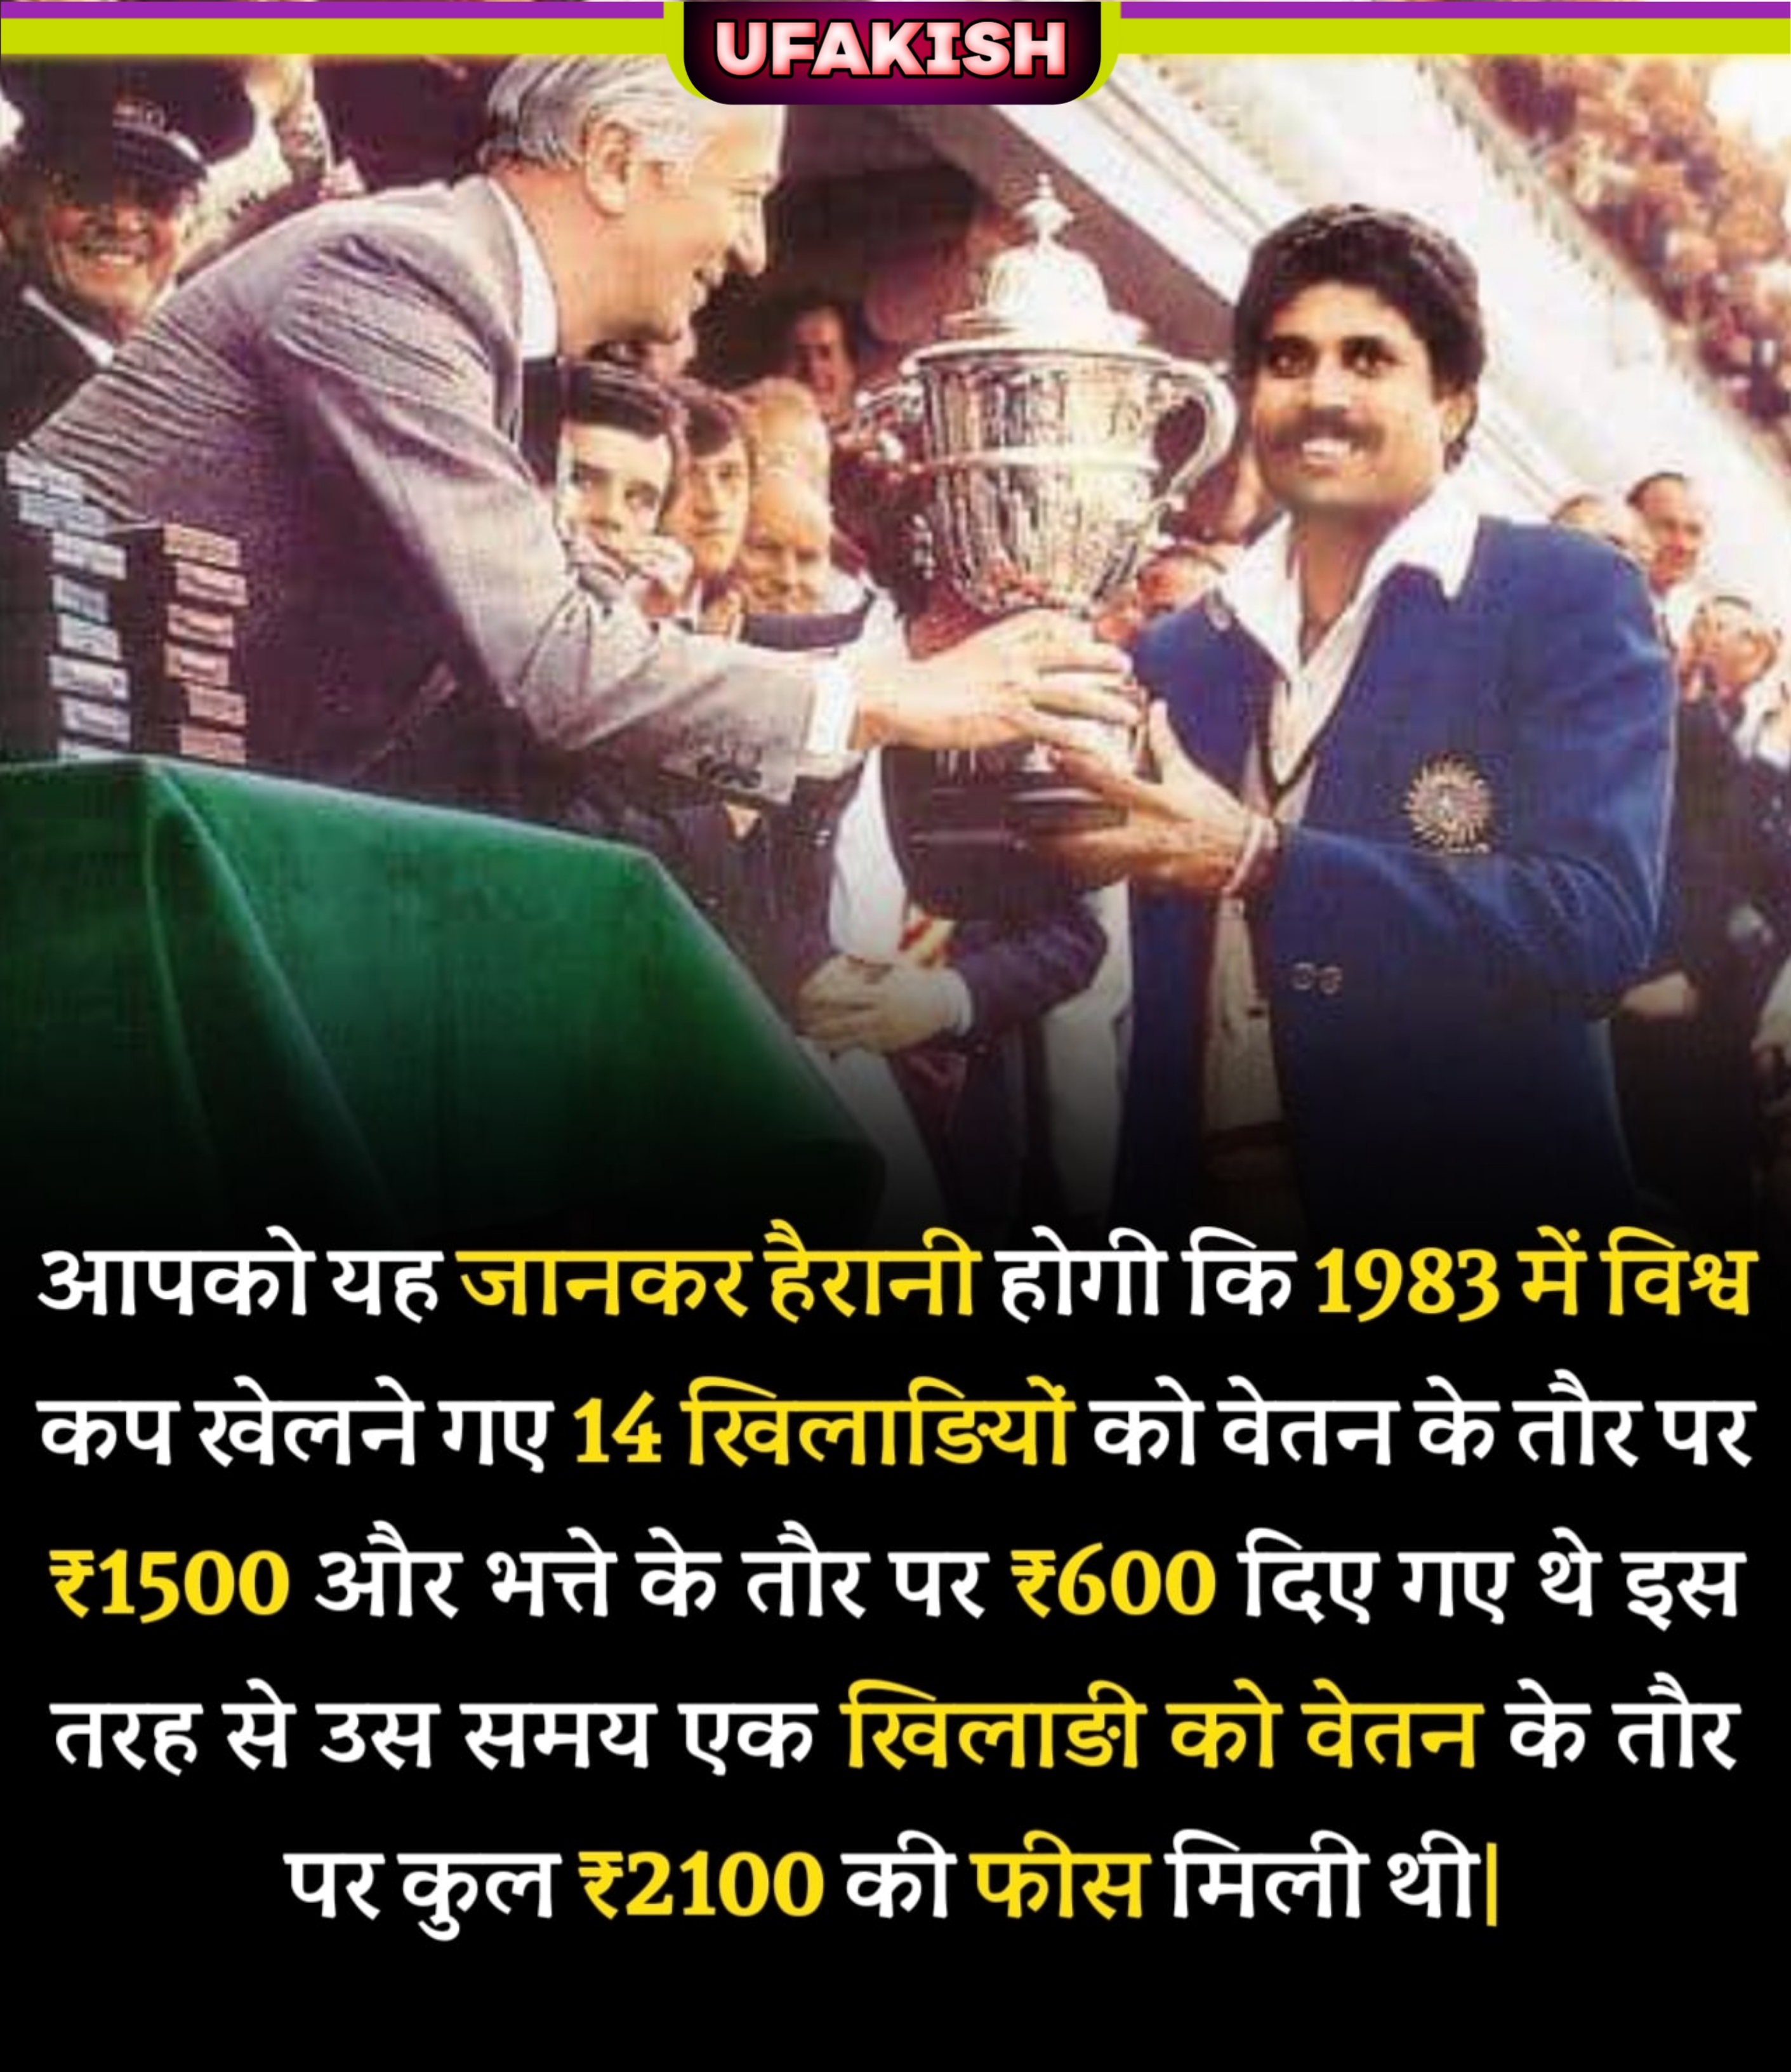 UFAKISH
आपको यह जानकर हैरानी होगी कि 1983 में विश्व
कप खेलने गए 14 खिलाङियों को वेतन के तौर पर
₹1500 और भत्ते के तौर पर ₹600 दिए गए थे इस
तरह से उस समय एक खिलाङी को वेतन के तौर
पर कुल ₹2100 की फीस मिली थी|